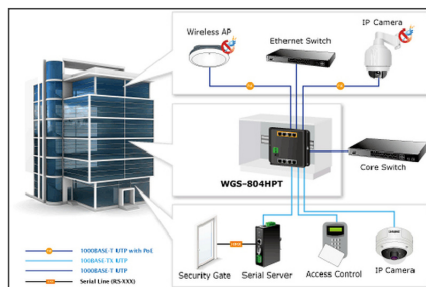 Wireless AP
Ethernet Switch
IP Camera
WGS-804HPT
Core Switch
Security Gate
Serial Server
Access Control
IP Camera
1000BASE-T UTP with PoE
100BASE-TX UTP
1000BASE-T UTP
Serial Line (RS-XXX)